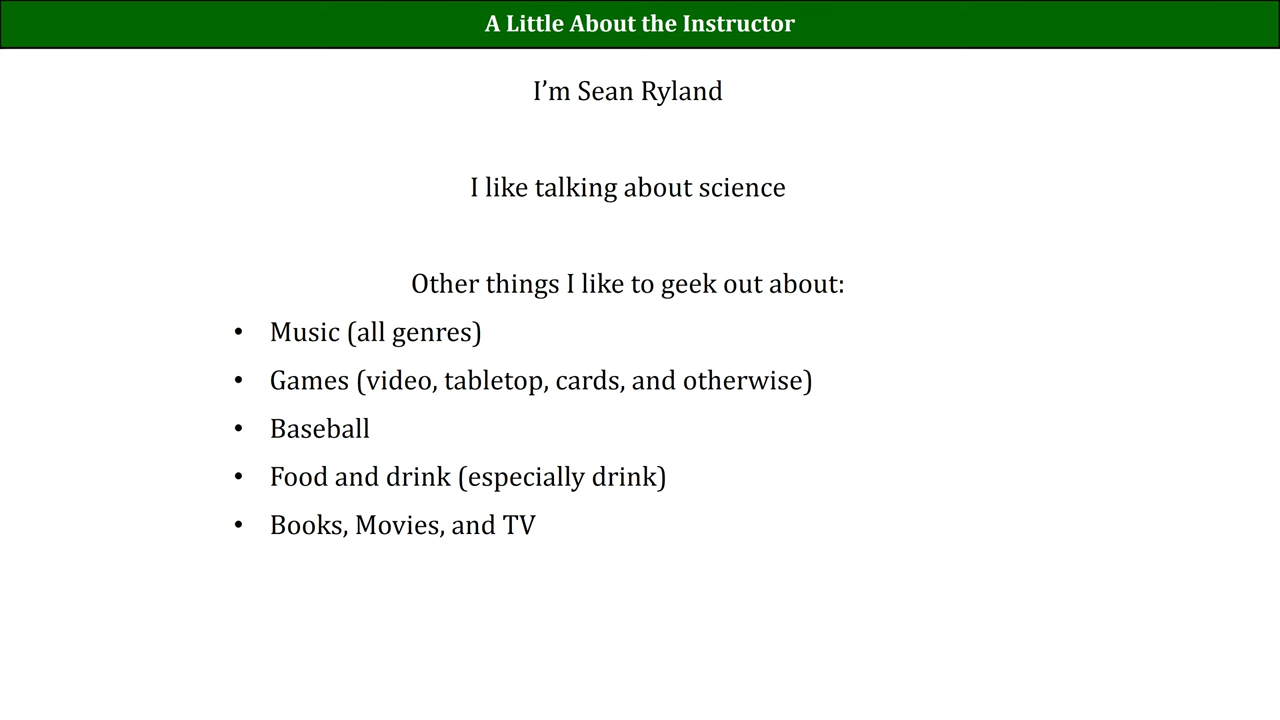 A Little About the Instructor
I’m Sean Ryland
I like talking about science
Other things I like to geek out about:
• Music (all genres)
• Games (video, tabletop, cards, and otherwise)
• Baseball
• Food and drink (especially drink)
• Books, Movies, and TV